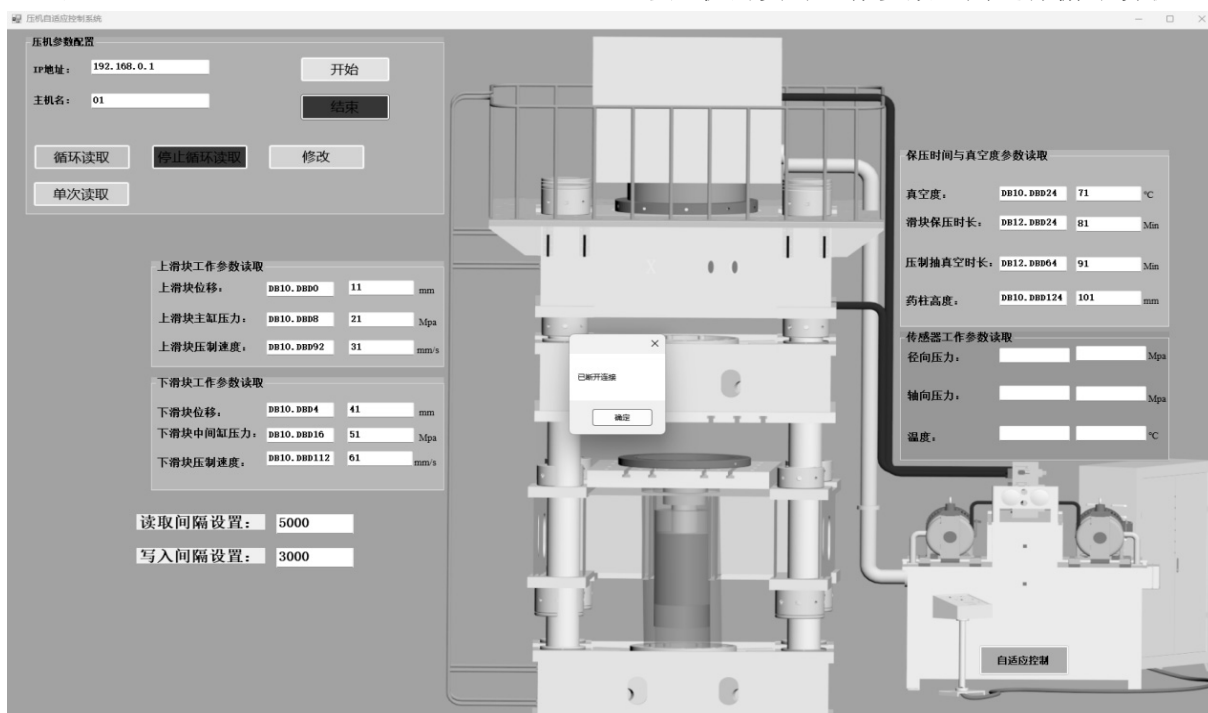 压机自适应控制系统
压机参数配置
IP地址： 192.168.0.1 开始
主机名： 01 结束
循环读取 停止循环读取 修改
单次读取
上滑块工作参数读取
上滑块位移： DB10.DBD0 11 mm
上滑块主缸压力： DB10.DBD8 21 Mpa
上滑块压制速度： DB10.DBD92 31 mm/s
下滑块工作参数读取
下滑块位移： DB10.DBD4 41 mm
下滑块中间缸压力： DB10.DBD16 51 Mpa
下滑块压制速度： DB10.DBD112 61 mm/s
读取间隔设置： 5000
写入间隔设置： 3000
已断开连接
确定
保压时间与真空度参数读取
真空度： DB10.DBD24 71 ℃
滑块保压时长： DB12.DBD24 81 Min
压制抽真空时长： DB12.DBD64 91 Min
药柱高度： DB10.DBD124 101 mm
传感器工作参数读取
径向压力： Mpa
轴向压力： Mpa
温度： ℃
自适应控制